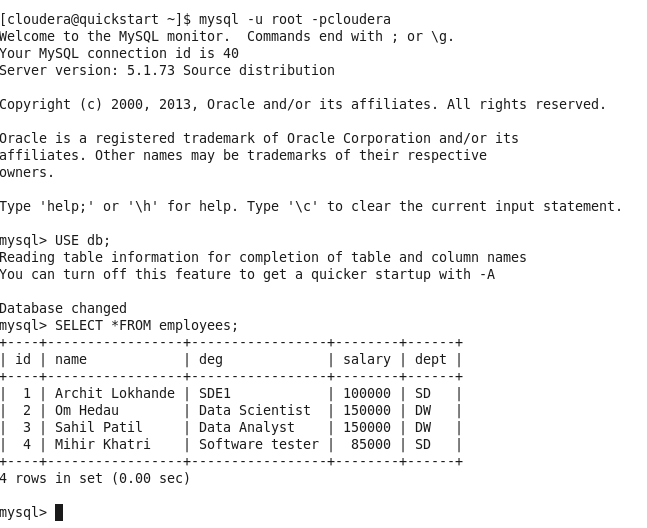 [cloudera@quickstart ~]$ mysql -u root -pcloudera
Welcome to the MySQL monitor.  Commands end with ; or \g.
Your MySQL connection id is 40
Server version: 5.1.73 Source distribution

Copyright (c) 2000, 2013, Oracle and/or its affiliates. All rights reserved.

Oracle is a registered trademark of Oracle Corporation and/or its
affiliates. Other names may be trademarks of their respective
owners.

Type 'help;' or '\h' for help. Type '\c' to clear the current input statement.

mysql> USE db;
Reading table information for completion of table and column names
You can turn off this feature to get a quicker startup with -A

Database changed
mysql> SELECT *FROM employees;
+----+-----------------+-----------------+--------+------+
| id | name            | deg             | salary | dept |
+----+-----------------+-----------------+--------+------+
|  1 | Archit Lokhande | SDE1            | 100000 | SD   |
|  2 | Om Hedau        | Data Scientist  | 150000 | DW   |
|  3 | Sahil Patil     | Data Analyst    | 150000 | DW   |
|  4 | Mihir Khatri    | Software tester |  85000 | SD   |
+----+-----------------+-----------------+--------+------+
4 rows in set (0.00 sec)

mysql>